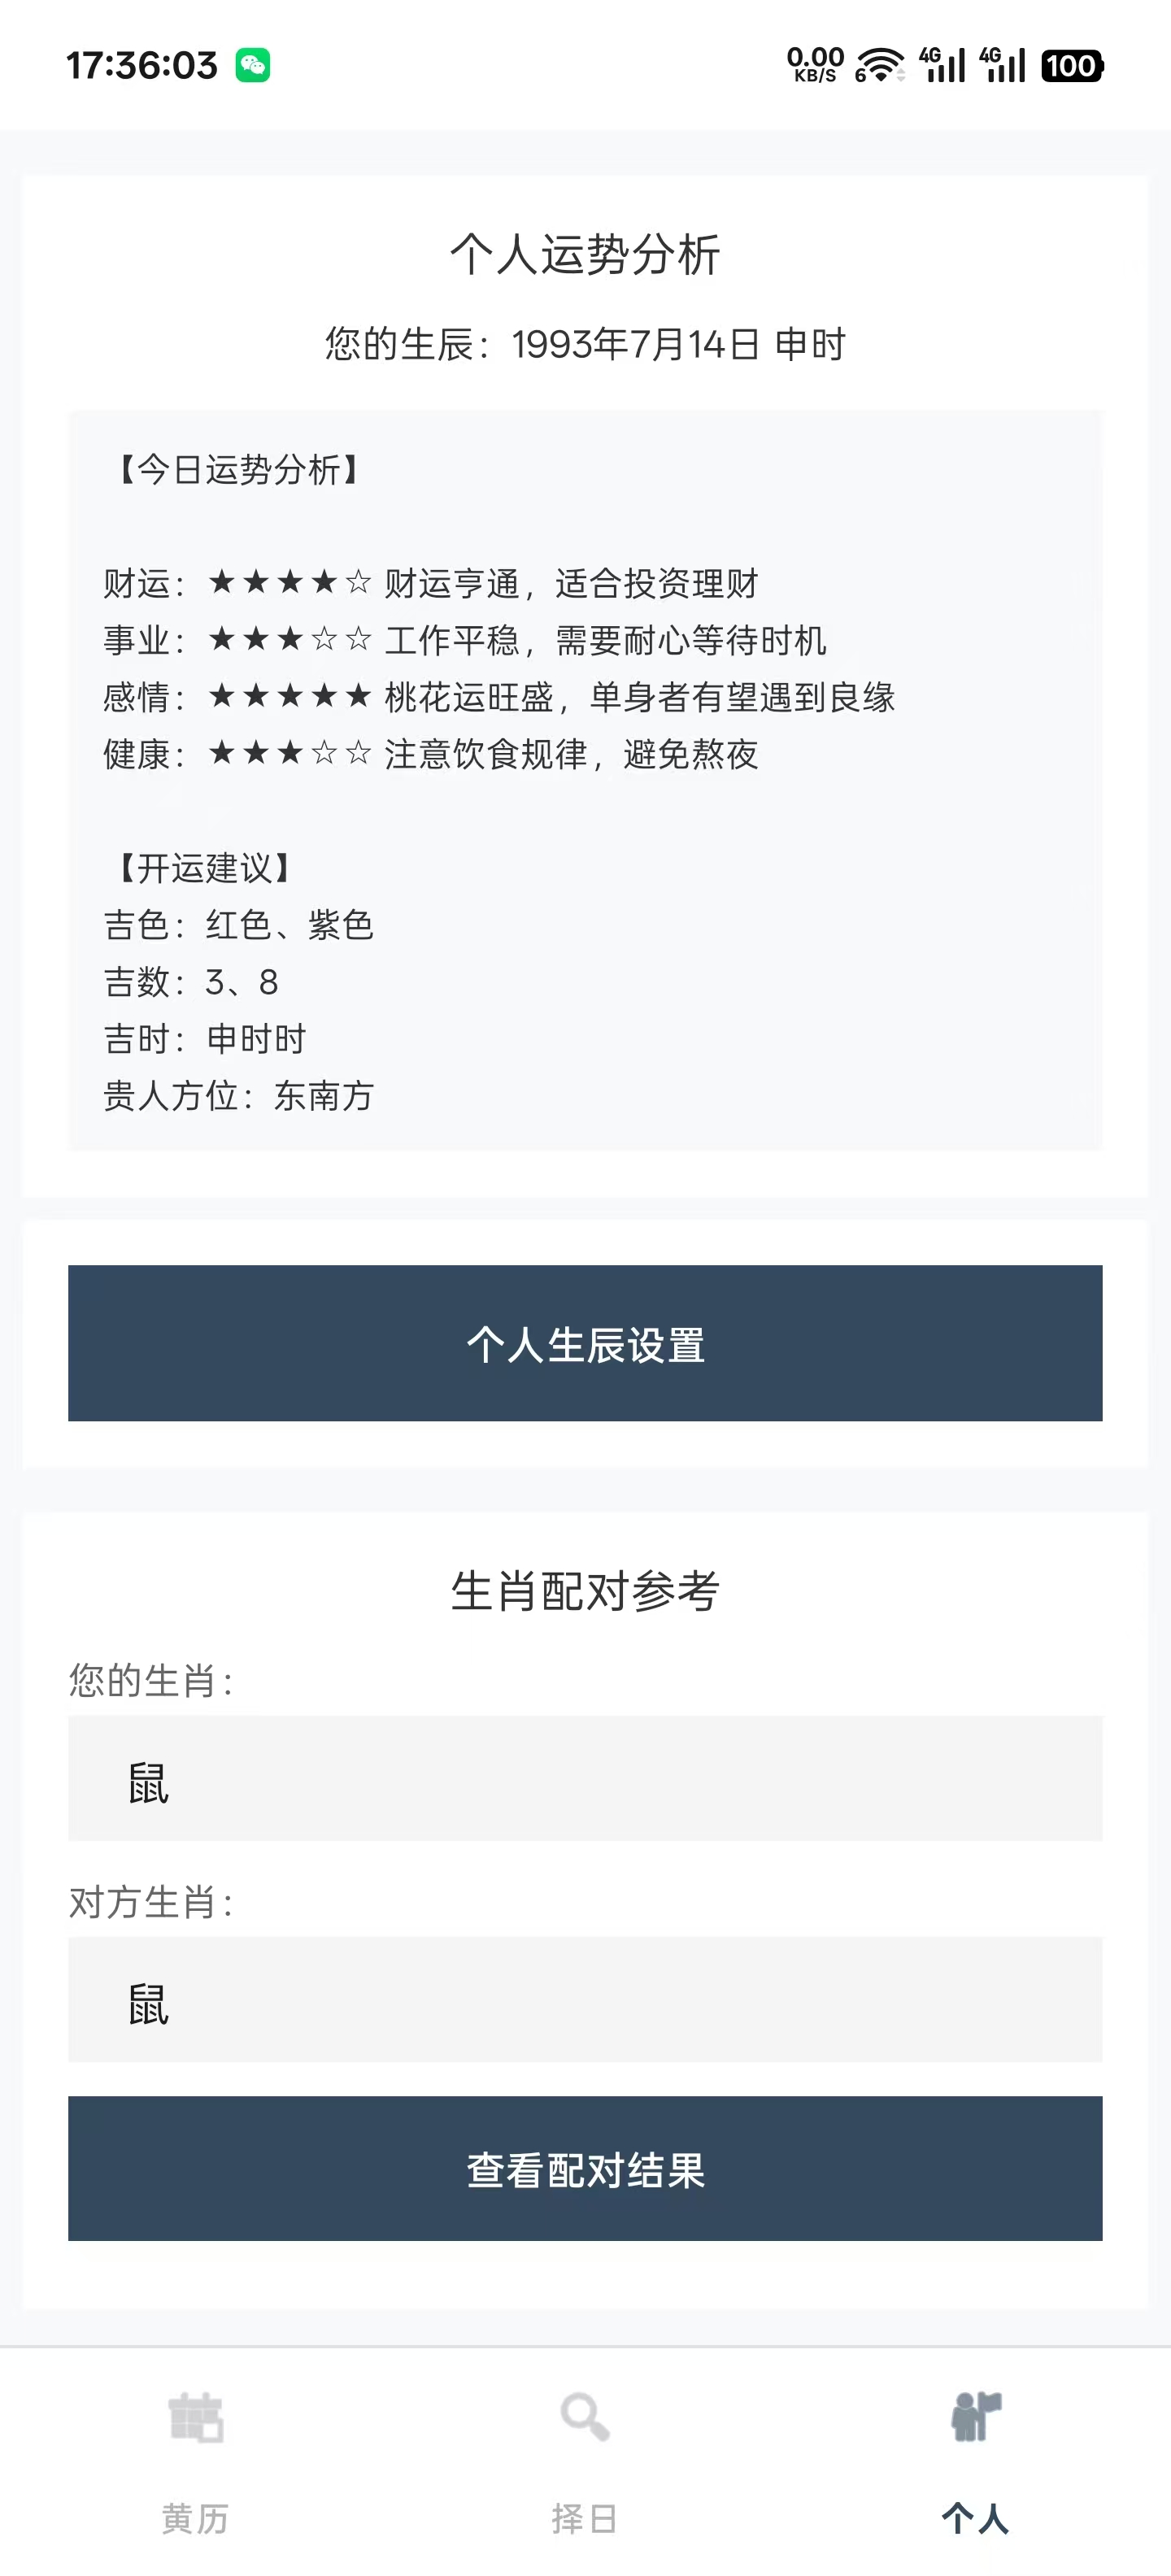 17:36:03
0.00 KB/S 6 4G 4G 100
个人运势分析
您的生辰：1993年7月14日 申时
【今日运势分析】
财运：★★★★☆ 财运亨通，适合投资理财
事业：★★★☆☆ 工作平稳，需要耐心等待时机
感情：★★★★★ 桃花运旺盛，单身者有望遇到良缘
健康：★★★☆☆ 注意饮食规律，避免熬夜
【开运建议】
吉色：红色、紫色
吉数：3、8
吉时：申时时
贵人方位：东南方
个人生辰设置
生肖配对参考
您的生肖：
鼠
对方生肖：
鼠
查看配对结果
黄历
择日
个人